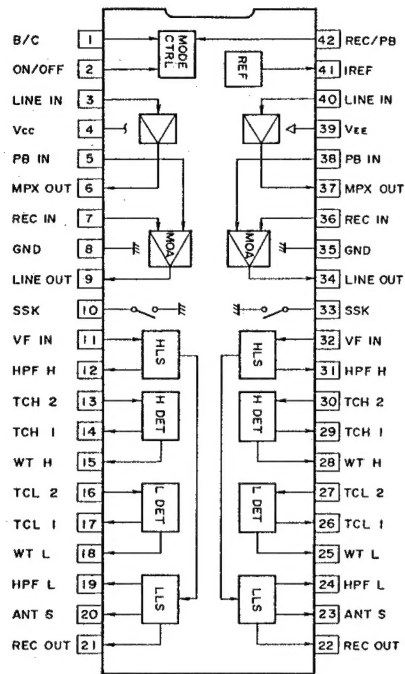 B/C 1 MODE CTRL 42 REC/PB
ON/OFF 2 REF 41 IREF
LINE IN 3 40 LINE IN
Vcc 4 39 VEE
PB IN 5 38 PB IN
MPX OUT 6 37 MPX OUT
REC IN 7 36 REC IN
GND 8 MOA MOA 35 GND
LINE OUT 9 34 LINE OUT
SSK 10 33 SSK
VF IN 11 HLS HLS 32 VF IN
HPF H 12 31 HPF H
TCH 2 13 H DET H DET 30 TCH 2
TCH 1 14 29 TCH 1
WT H 15 28 WT H
TCL 2 16 L DET L DET 27 TCL 2
TCL 1 17 26 TCL 1
WT L 18 25 WT L
HPF L 19 LLS LLS 24 HPF L
ANT S 20 23 ANT S
REC OUT 21 22 REC OUT